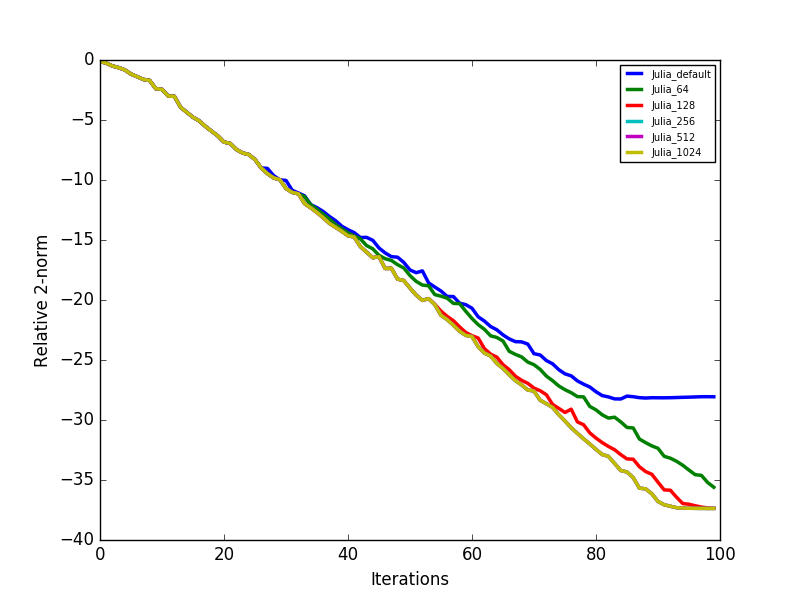 0
−5
−10
−15
−20
−25
−30
−35
−40
0
20
40
60
80
100
Relative 2-norm
Iterations
Julia_default
Julia_64
Julia_128
Julia_256
Julia_512
Julia_1024